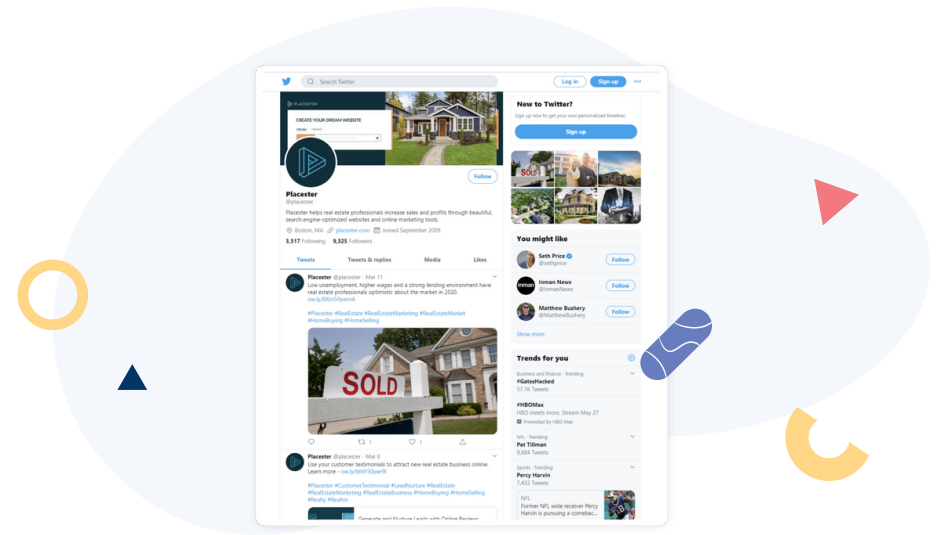 Search Twitter
Log in
Sign up
PLACESTER
CREATE YOUR DREAM WEBSITE
Follow
Placester
@placester
Placester helps real estate professionals increase sales and profits through beautiful,
search engine-optimized websites and online marketing tools.
Boston, MA placester.com Joined September 2009
3,517 Following 9,325 Followers
Tweets Tweets & replies Media Likes
Placester @placester · Mar 11
Low unemployment, higher wages and a strong lending environment have
real estate professionals optimistic about the market in 2020.
#Placester #RealEstate #RealEstateMarketing #RealEstateMarket
#HomeBuying #HomeSelling
SOLD
1
Placester @placester · Mar 8
Use your customer testimonials to attract new real estate business online.
Learn more -
#Placester #CustomerTestimonial #LeadNurture #RealEstate
#RealEstateMarketing #RealEstateBusiness #HomeBuying #HomeSelling
#Realty #Realtor
Generate and Nurture Leads with Online Reviews
New to Twitter?
Sign up now to get your own personalized timeline!
Sign up
SOLD
You might like
Seth Price
@sethprice
Follow
inman
Inman News
@InmanNews
Follow
Matthew Bushery
@MatthewBushery
Follow
Show more
Trends for you
Business and finance · Trending
#GatesHacked
57.1K Tweets
#HBOMax
HBO meets more. Stream May 27
Promoted by HBO Max
NFL · Trending
Pat Tillman
9,884 Tweets
Sports · Trending
Percy Harvin
7,433 Tweets
NFL
Former NFL wide receiver Percy
Harvin is pursuing a comebac...